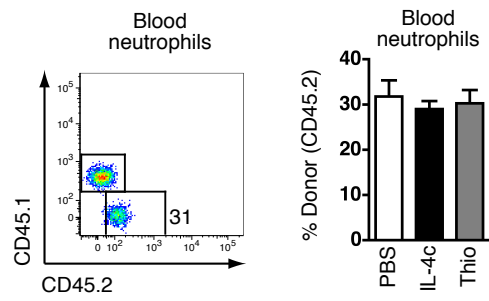 Blood
neutrophils
10⁵
10⁴
10³
10²
0
31
0 10² 10³ 10⁴ 10⁵
CD45.1
CD45.2
Blood
neutrophils
% Donor (CD45.2)
40
30
20
10
0
PBS
IL-4c
Thio